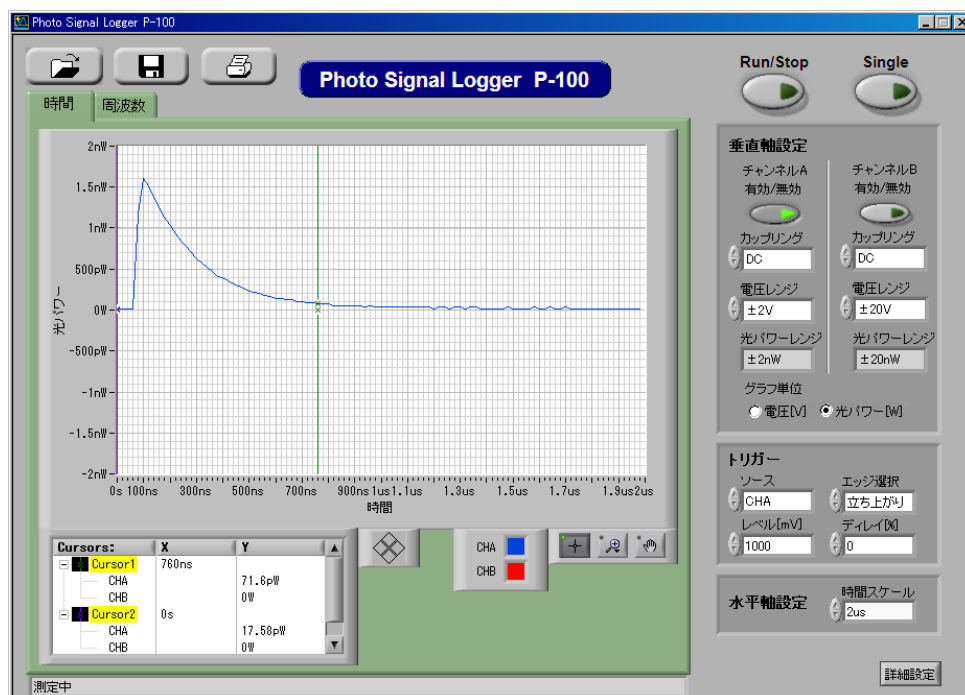 Photo Signal Logger P-100
Photo Signal Logger P-100
Run/Stop
Single
時間
周波数
2nW
1.5nW
1nW
500pW
0W
-500pW
-1nW
-1.5nW
-2nW
光パワー
0s 100ns 300ns 500ns 700ns 900ns 1us 1.1us 1.3us 1.5us 1.7us 1.9us 2us
時間
Cursors: X Y
Cursor1 760ns
CHA 71.6pW
CHB 0W
Cursor2 0s
CHA 17.58pW
CHB 0W
CHA
CHB
垂直軸設定
チャンネルA チャンネルB
有効/無効 有効/無効
カップリング カップリング
DC DC
電圧レンジ 電圧レンジ
±2V ±20V
光パワーレンジ 光パワーレンジ
±2nW ±20nW
グラフ単位
電圧[V] 光パワー[W]
トリガー
ソース エッジ選択
CHA 立ち上がり
レベル[mV] ディレイ[%]
1000 0
水平軸設定
時間スケール
2us
詳細設定
測定中